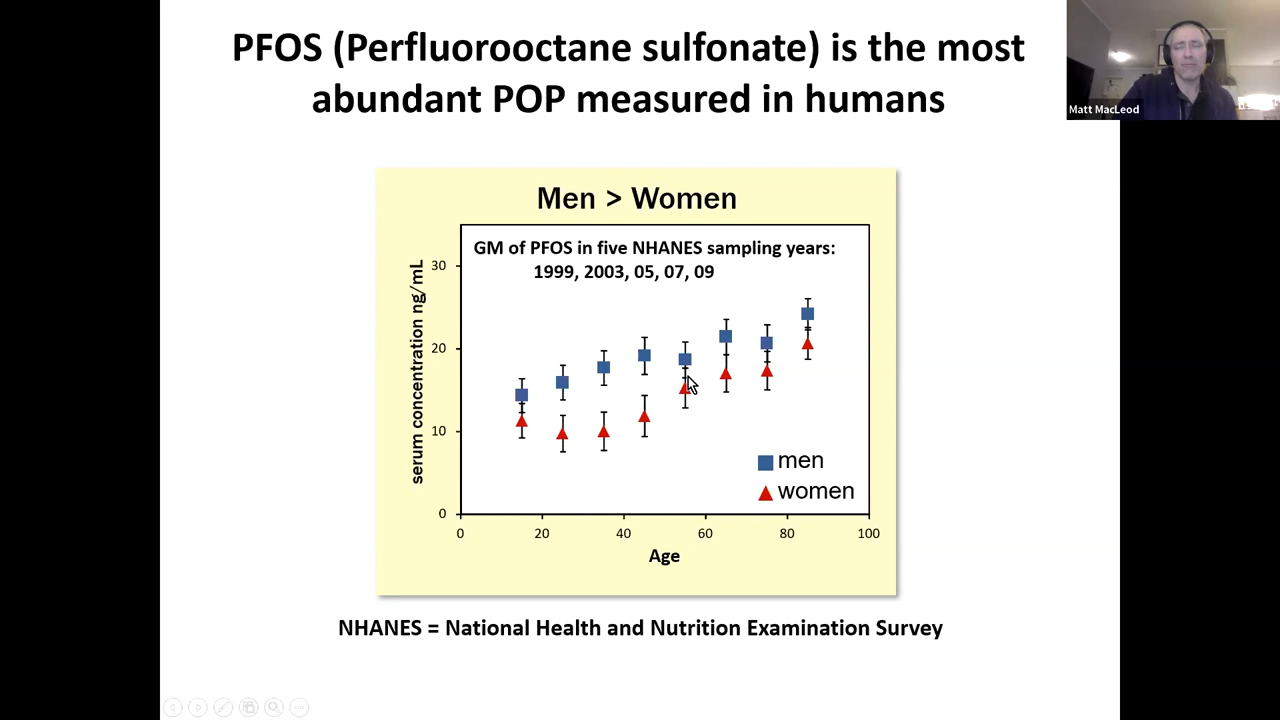 PFOS (Perfluorooctane sulfonate) is the most
abundant POP measured in humans
Matt MacLeod
Men > Women
GM of PFOS in five NHANES sampling years:
1999, 2003, 05, 07, 09
serum concentration ng/mL
30
20
10
0
men
women
0 20 40 60 80 100
Age
NHANES = National Health and Nutrition Examination Survey